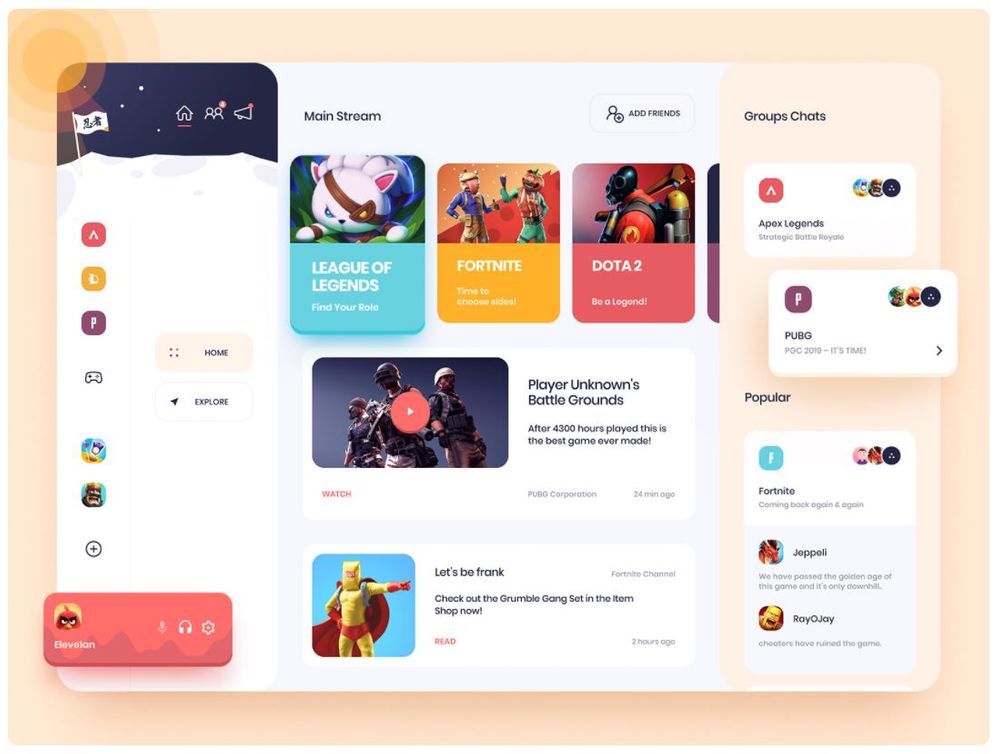 忍者
4
Main Stream
ADD FRIENDS
Groups Chats
LEAGUE OF
LEGENDS
Find Your Role
FORTNITE
Time to
choose sides!
DOTA 2
Be a Legend!
Apex Legends
Strategic Battle Royale
P
PUBG
PGC 2019 – IT'S TIME!
P
HOME
EXPLORE
Player Unknown's
Battle Grounds
After 4300 hours played this is
the best game ever made!
WATCH
PUBG Corporation
24 min ago
Popular
F
Fortnite
Coming back again & again
Jeppeli
We have passed the golden age of
this game and it's only downhill..
RayOJay
cheaters have ruined the game.
Let's be frank
Fortnite Channel
Check out the Grumble Gang Set in the Item
Shop now!
READ
2 hours ago
Eleve1an